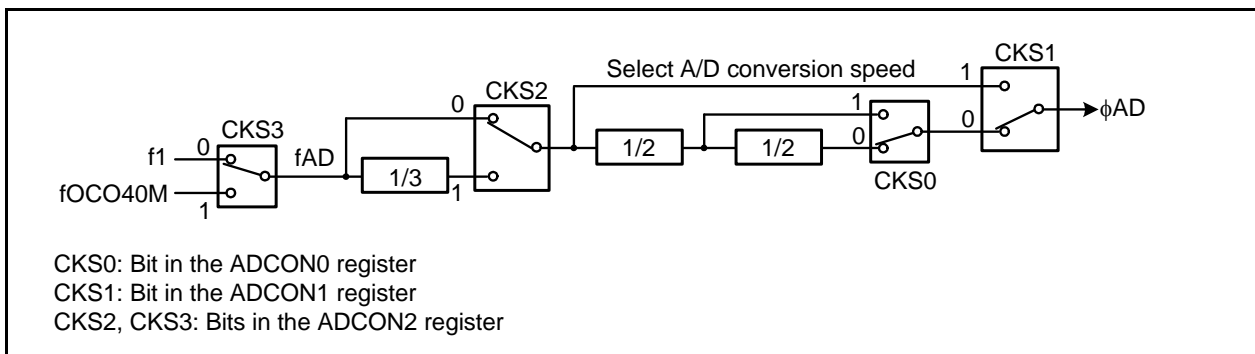 CKS1
Select A/D conversion speed
1
CKS2
0
1
φAD
CKS3
0
0
0
f1
fAD
1/2
1/2
1/3
1
CKS0
fOCO40M
1
CKS0: Bit in the ADCON0 register
CKS1: Bit in the ADCON1 register
CKS2, CKS3: Bits in the ADCON2 register